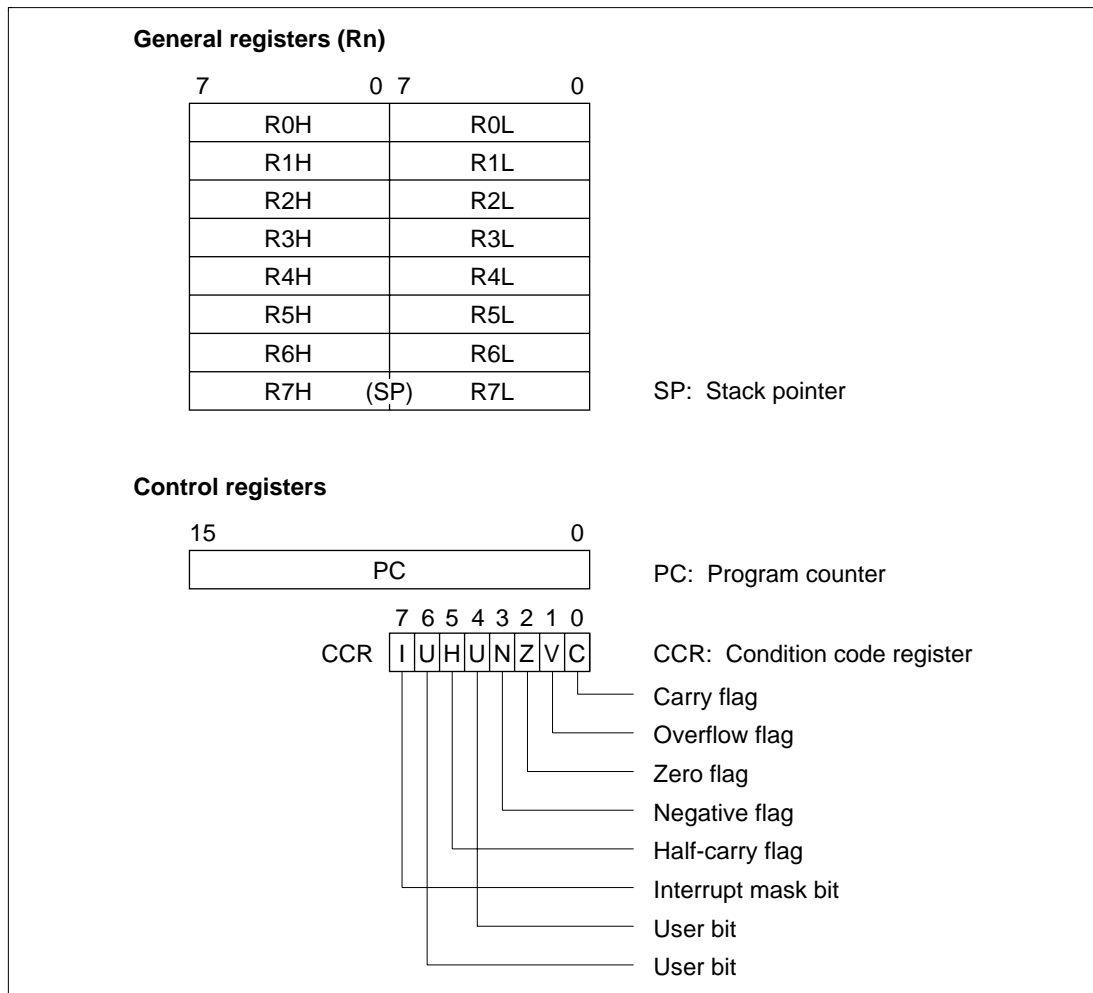 General registers (Rn)
7 0 7 0
R0H R0L
R1H R1L
R2H R2L
R3H R3L
R4H R4L
R5H R5L
R6H R6L
R7H (SP) R7L SP: Stack pointer
Control registers
15 0
PC PC: Program counter
7 6 5 4 3 2 1 0
CCR I U H U N Z V C CCR: Condition code register
Carry flag
Overflow flag
Zero flag
Negative flag
Half-carry flag
Interrupt mask bit
User bit
User bit